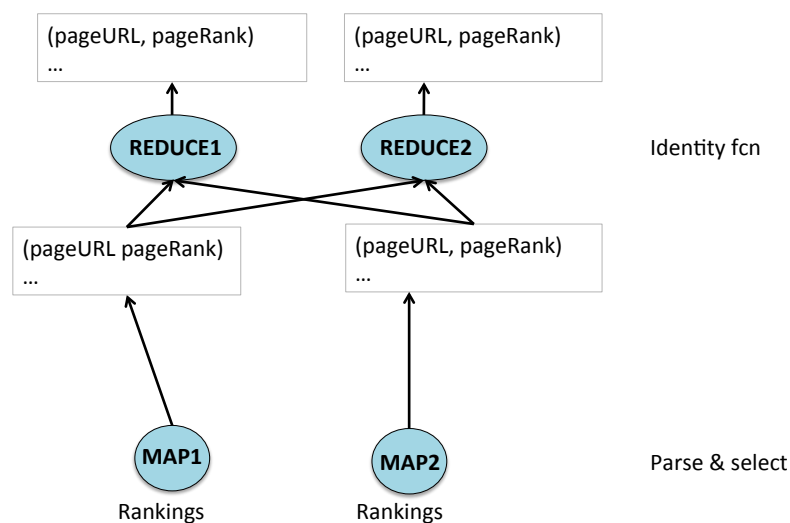 (pageURL, pageRank)
...
(pageURL, pageRank)
...
REDUCE1
REDUCE2
Identity fcn
(pageURL pageRank)
...
(pageURL, pageRank)
...
MAP1
MAP2
Parse & select
Rankings
Rankings